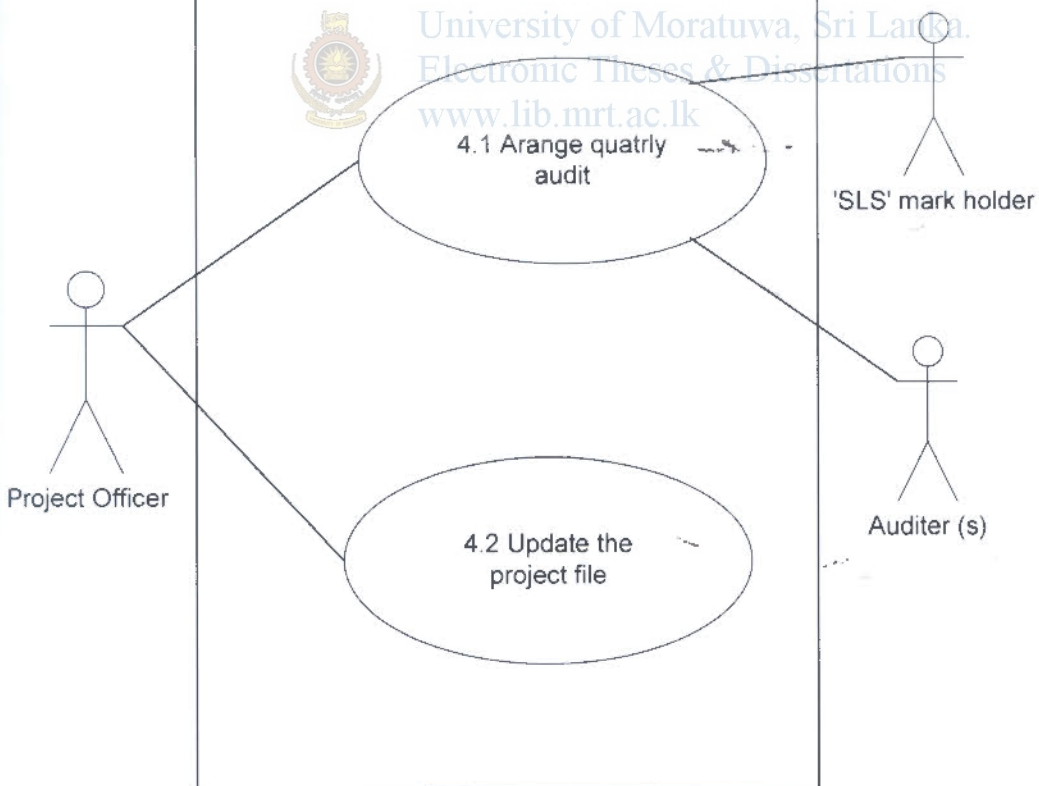 University of Moratuwa, Sri Lanka.
Electronic Theses & Dissertations
www.lib.mrt.ac.lk
4.1 Arange quatrly
audit
'SLS' mark holder
Project Officer
Auditer (s)
4.2 Update the
project file